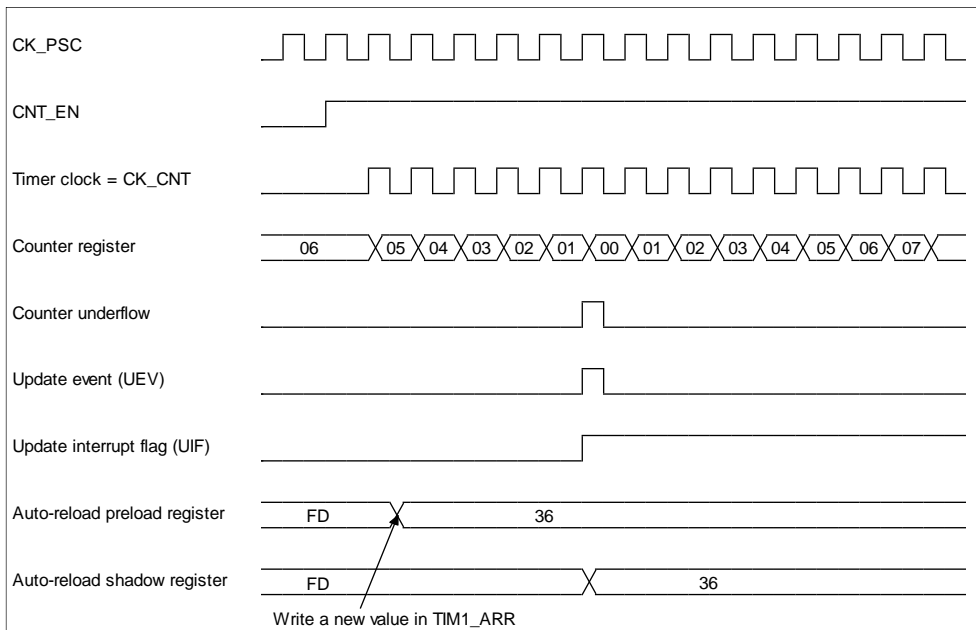 CK_PSC
CNT_EN
Timer clock = CK_CNT
Counter register 06 05 04 03 02 01 00 01 02 03 04 05 06 07
Counter underflow
Update event (UEV)
Update interrupt flag (UIF)
Auto-reload preload register FD 36
Auto-reload shadow register FD 36
Write a new value in TIM1_ARR